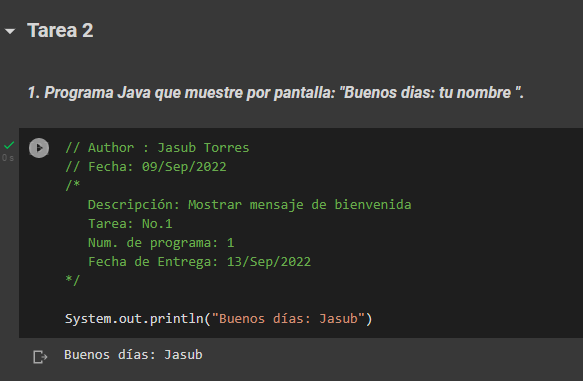 Tarea 2
1. Programa Java que muestre por pantalla: "Buenos dias: tu nombre ".
0 s
// Author : Jasub Torres
// Fecha: 09/Sep/2022
/*
Descripción: Mostrar mensaje de bienvenida
Tarea: No.1
Num. de programa: 1
Fecha de Entrega: 13/Sep/2022
*/
System.out.println("Buenos días: Jasub")
Buenos días: Jasub